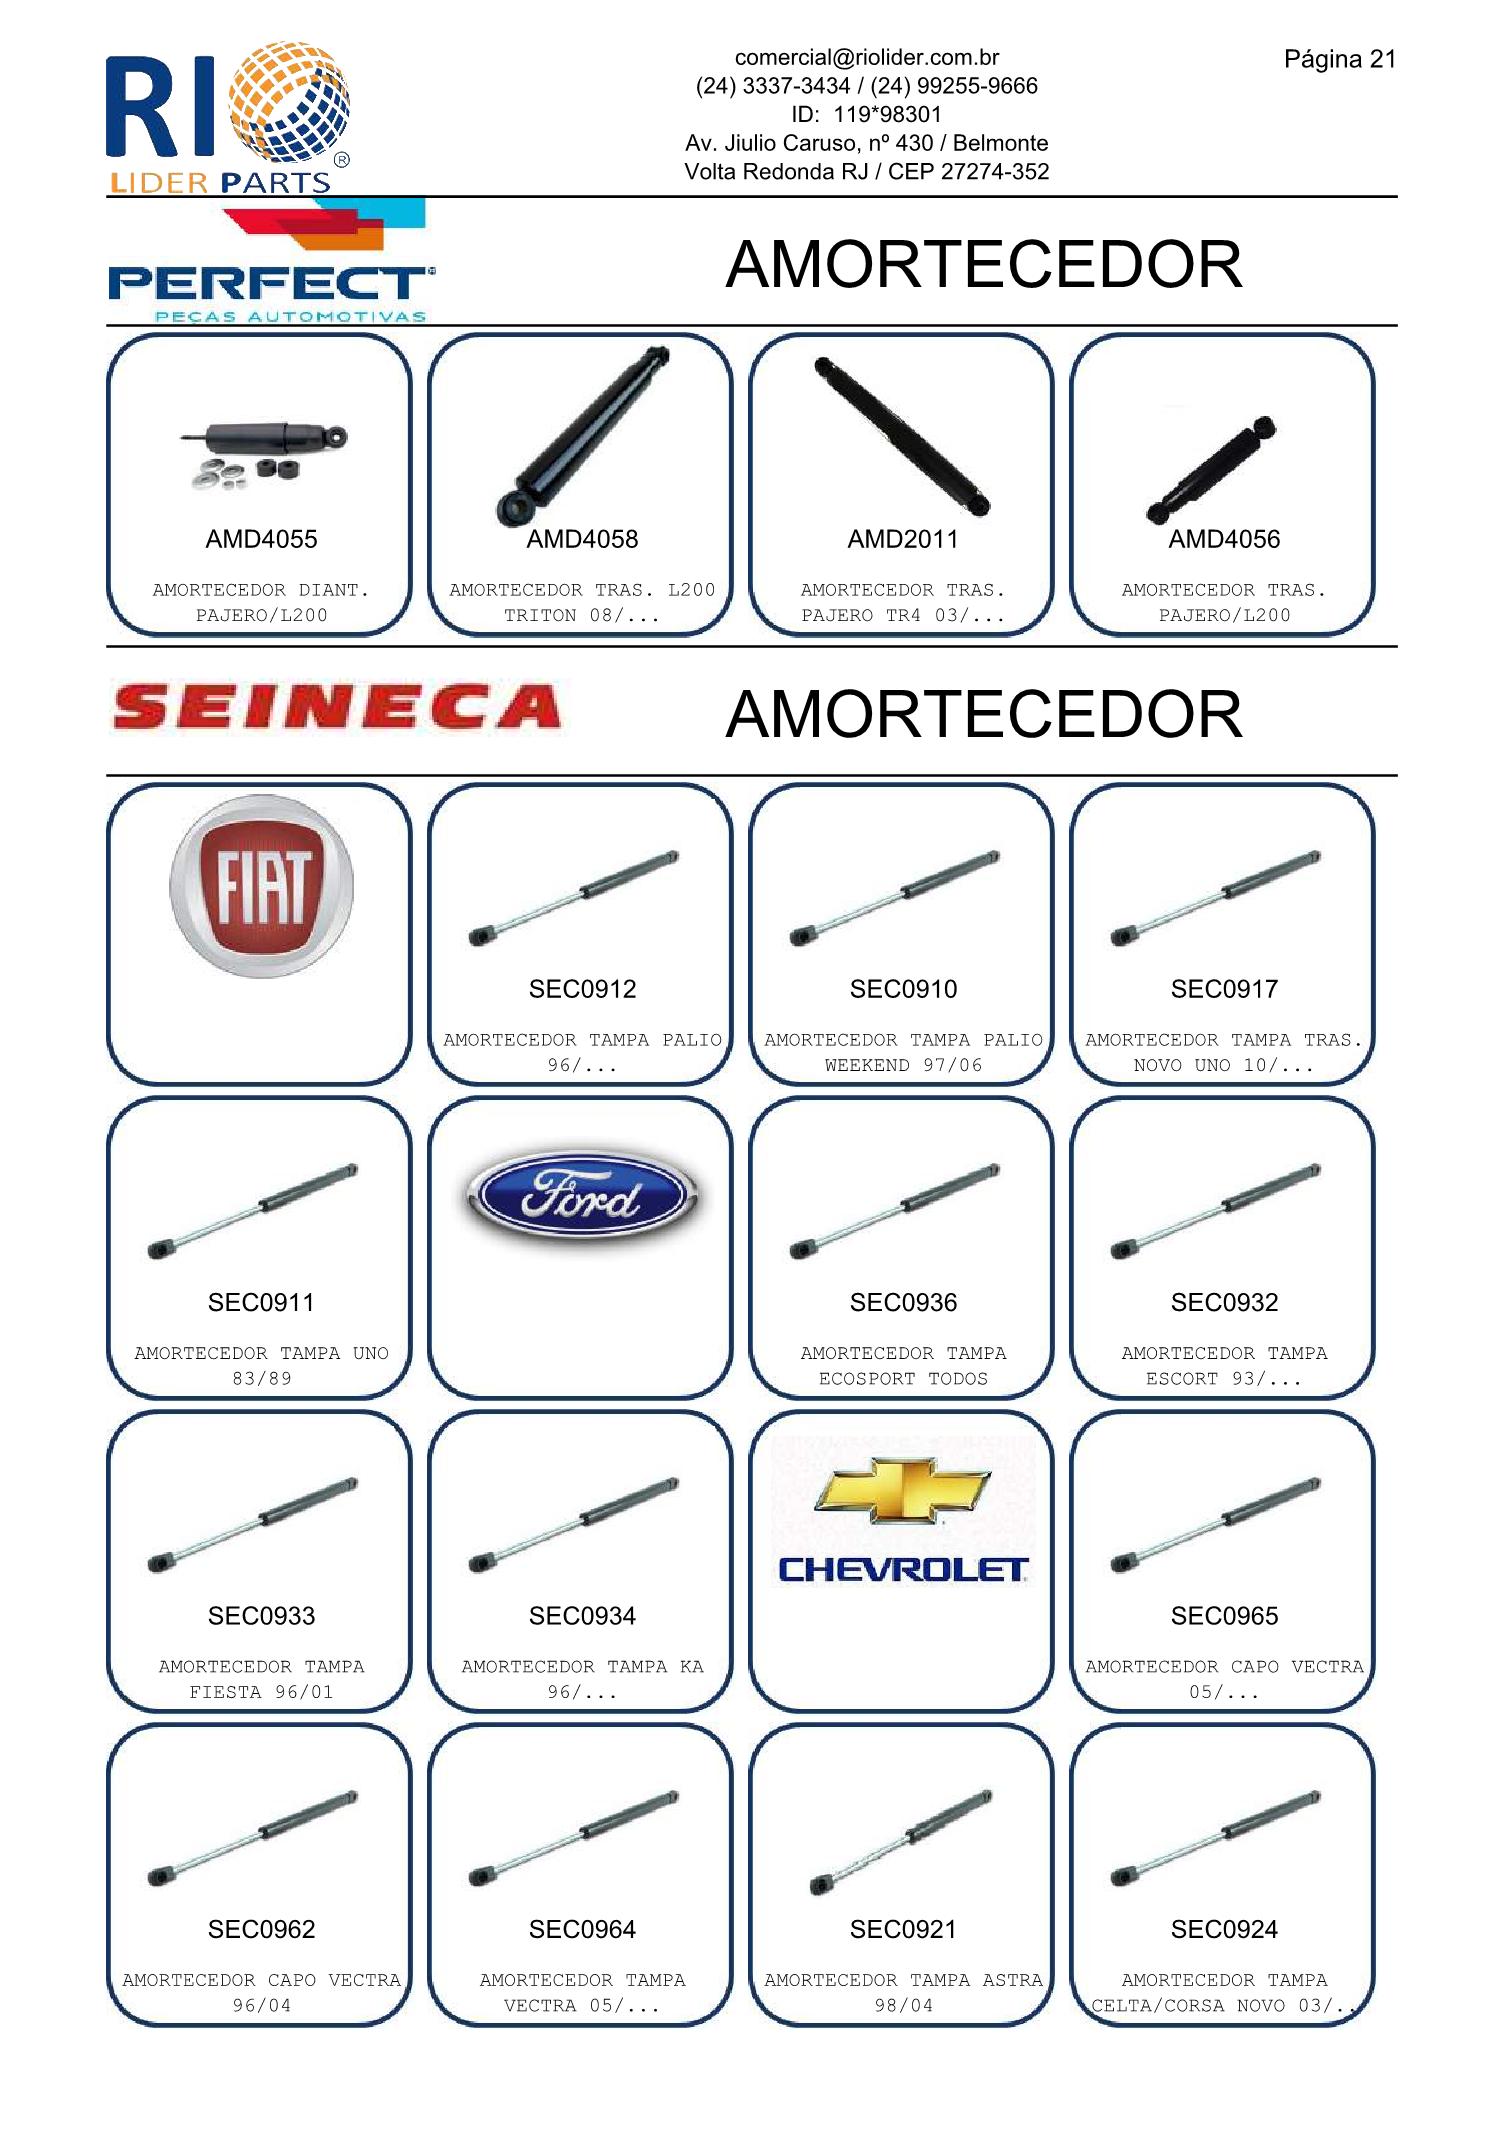 RIO
LIDER PARTS
®
comercial@riolider.com.br
(24) 3337-3434 / (24) 99255-9666
ID:  119*98301
Av. Jiulio Caruso, nº 430 / Belmonte
Volta Redonda RJ / CEP 27274-352
Página 21
PERFECT
PEÇAS AUTOMOTIVAS
AMORTECEDOR
AMD4055
AMORTECEDOR DIANT.
PAJERO/L200
AMD4058
AMORTECEDOR TRAS. L200
TRITON 08/...
AMD2011
AMORTECEDOR TRAS.
PAJERO TR4 03/...
AMD4056
AMORTECEDOR TRAS.
PAJERO/L200
SEINECA
AMORTECEDOR
FIAT
SEC0912
AMORTECEDOR TAMPA PALIO
96/...
SEC0910
AMORTECEDOR TAMPA PALIO
WEEKEND 97/06
SEC0917
AMORTECEDOR TAMPA TRAS.
NOVO UNO 10/...
SEC0911
AMORTECEDOR TAMPA UNO
83/89
Ford
SEC0936
AMORTECEDOR TAMPA
ECOSPORT TODOS
SEC0932
AMORTECEDOR TAMPA
ESCORT 93/...
SEC0933
AMORTECEDOR TAMPA
FIESTA 96/01
SEC0934
AMORTECEDOR TAMPA KA
96/...
CHEVROLET
SEC0965
AMORTECEDOR CAPO VECTRA
05/...
SEC0962
AMORTECEDOR CAPO VECTRA
96/04
SEC0964
AMORTECEDOR TAMPA
VECTRA 05/...
SEC0921
AMORTECEDOR TAMPA ASTRA
98/04
SEC0924
AMORTECEDOR TAMPA
CELTA/CORSA NOVO 03/..